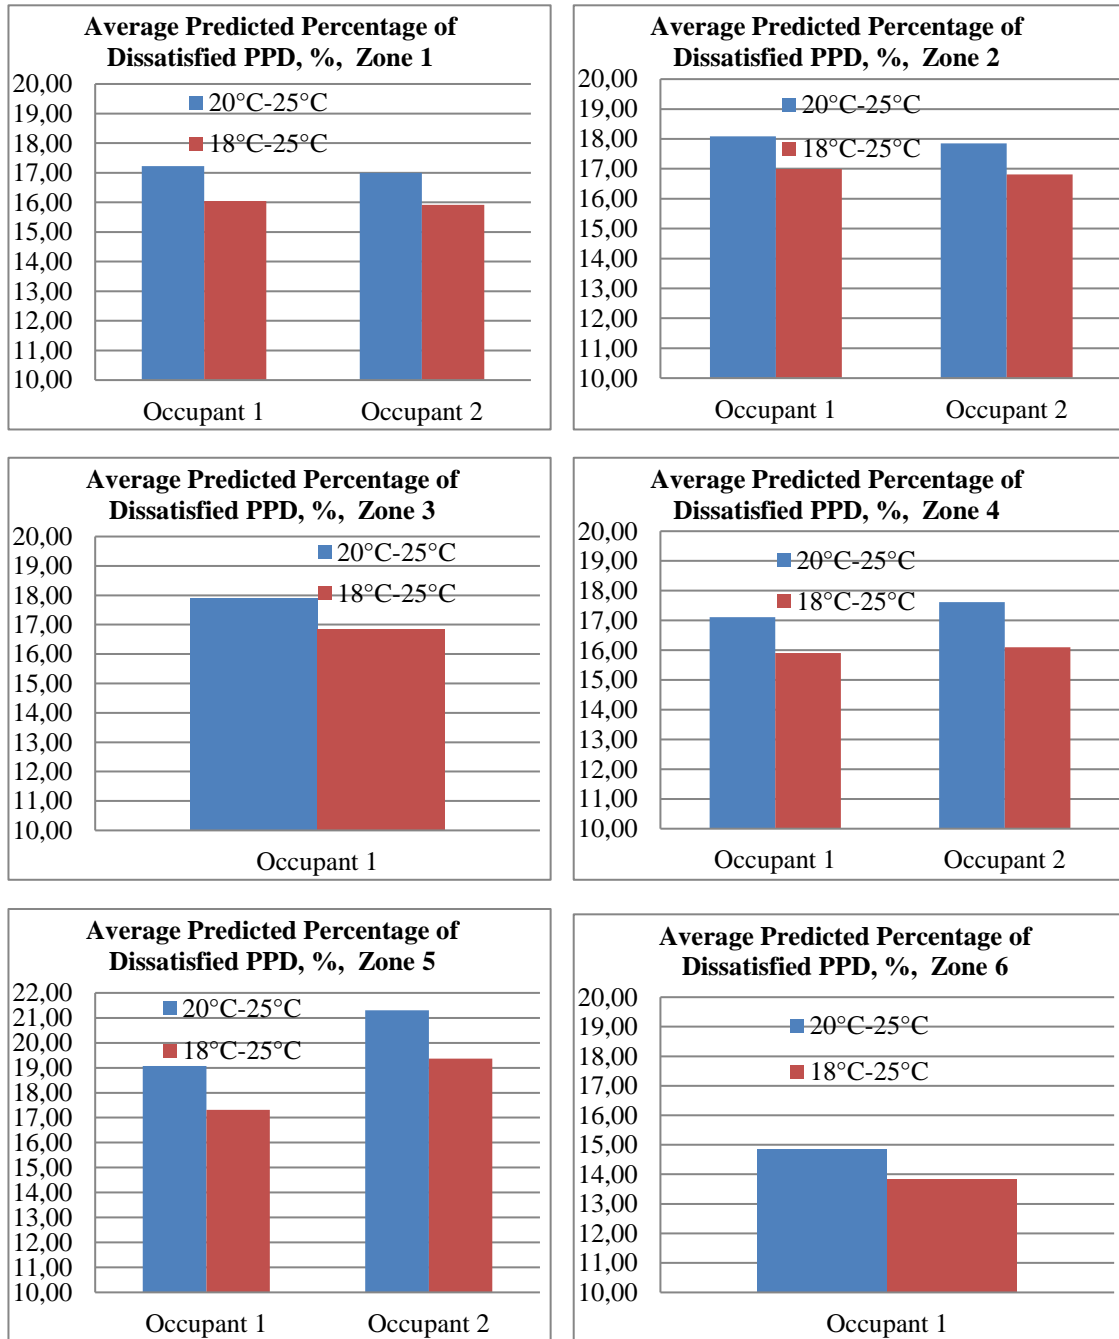 Average Predicted Percentage of
Dissatisfied PPD, %, Zone 1
20,00
19,00
18,00
17,00
16,00
15,00
14,00
13,00
12,00
11,00
10,00
20°C-25°C
18°C-25°C
Occupant 1 Occupant 2
Average Predicted Percentage of
Dissatisfied PPD, %, Zone 2
20,00
19,00
18,00
17,00
16,00
15,00
14,00
13,00
12,00
11,00
10,00
20°C-25°C
18°C-25°C
Occupant 1 Occupant 2
Average Predicted Percentage of
Dissatisfied PPD, %, Zone 3
20,00
19,00
18,00
17,00
16,00
15,00
14,00
13,00
12,00
11,00
10,00
20°C-25°C
18°C-25°C
Occupant 1
Average Predicted Percentage of
Dissatisfied PPD, %, Zone 4
20,00
19,00
18,00
17,00
16,00
15,00
14,00
13,00
12,00
11,00
10,00
20°C-25°C
18°C-25°C
Occupant 1 Occupant 2
Average Predicted Percentage of
Dissatisfied PPD, %, Zone 5
22,00
21,00
20,00
19,00
18,00
17,00
16,00
15,00
14,00
13,00
12,00
11,00
10,00
20°C-25°C
18°C-25°C
Occupant 1 Occupant 2
Average Predicted Percentage of
Dissatisfied PPD, %, Zone 6
20,00
19,00
18,00
17,00
16,00
15,00
14,00
13,00
12,00
11,00
10,00
20°C-25°C
18°C-25°C
Occupant 1